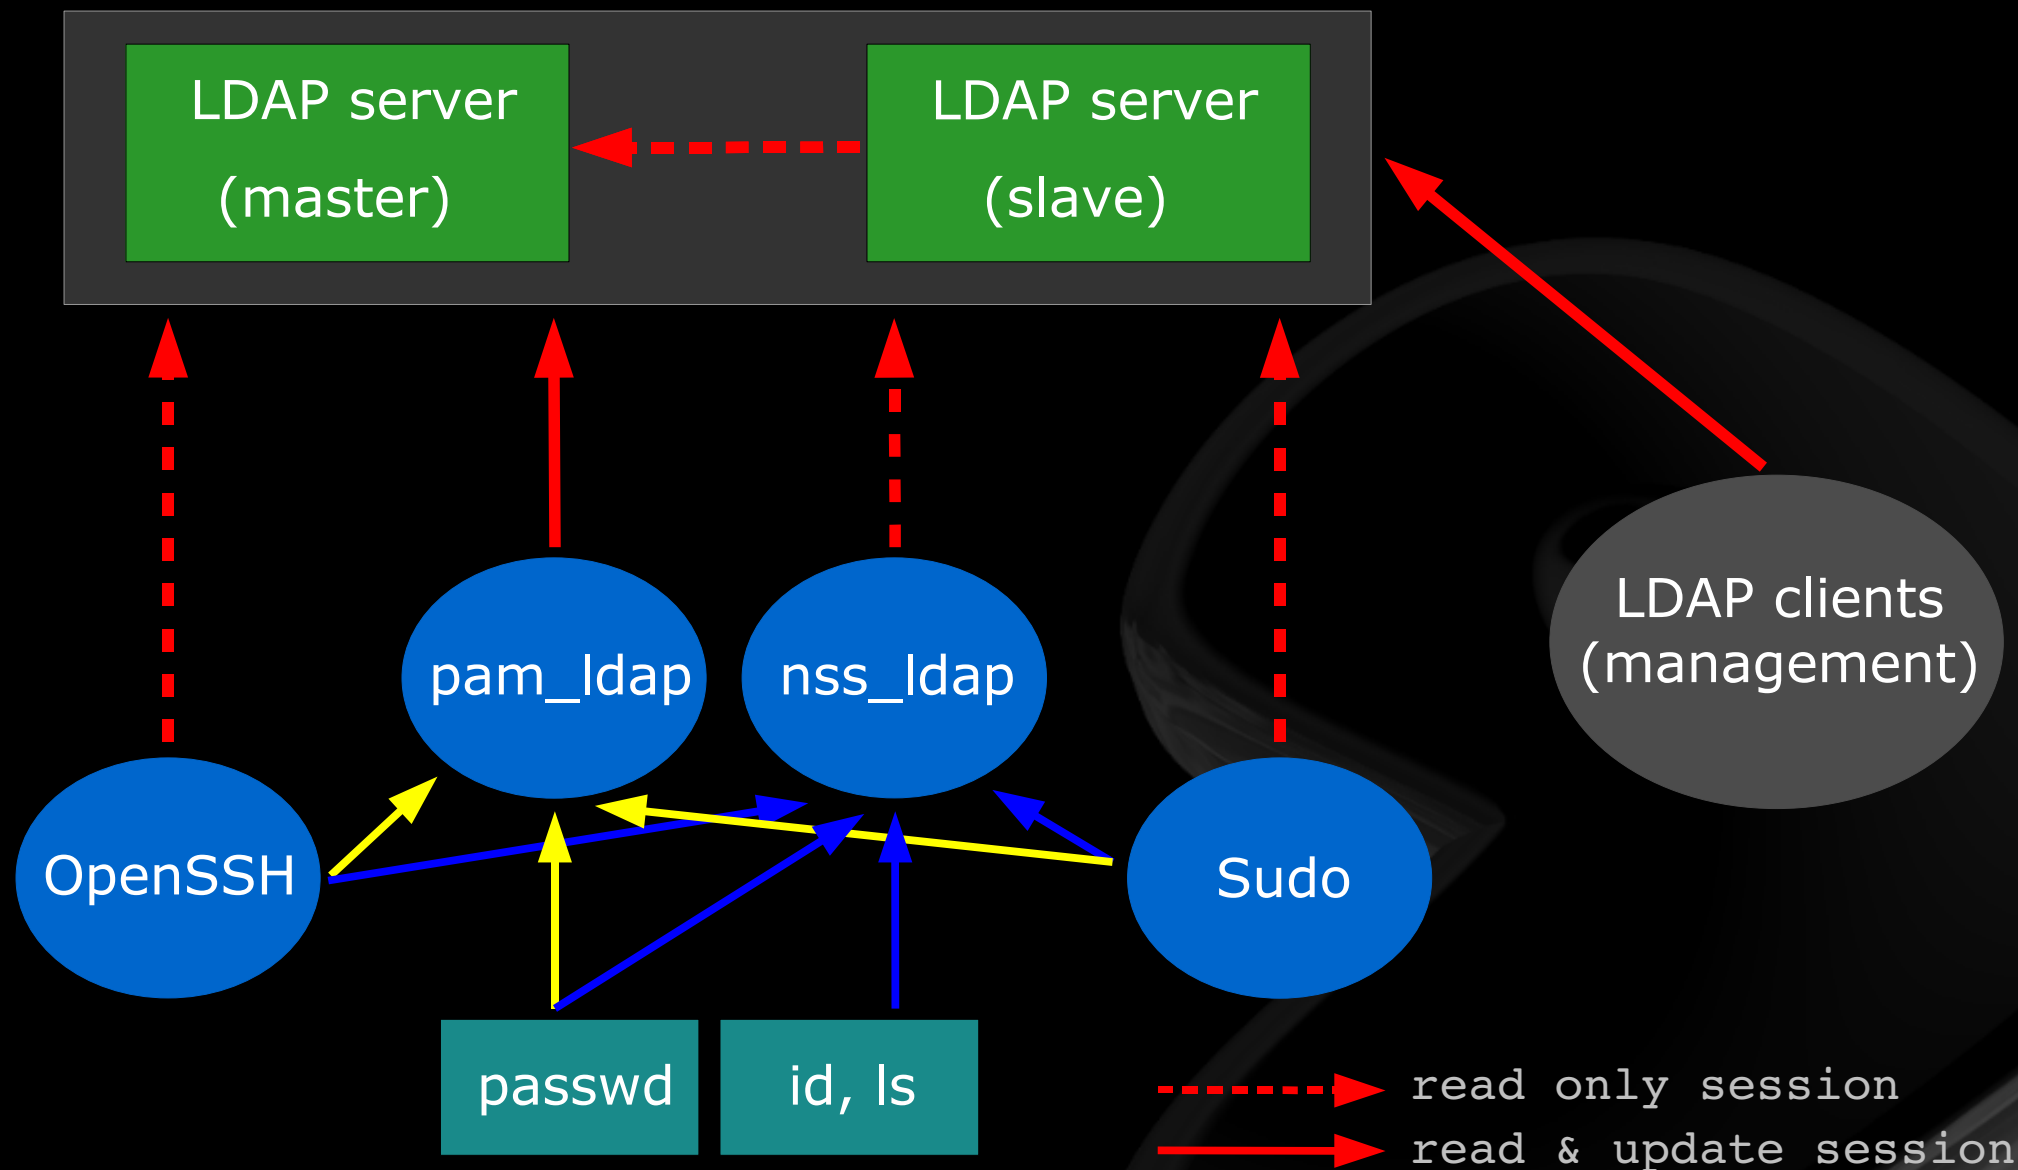 LDAP server
(master)
LDAP server
(slave)
pam_ldap
nss_ldap
LDAP clients
(management)
OpenSSH
Sudo
passwd
id, ls
read only session
read & update session